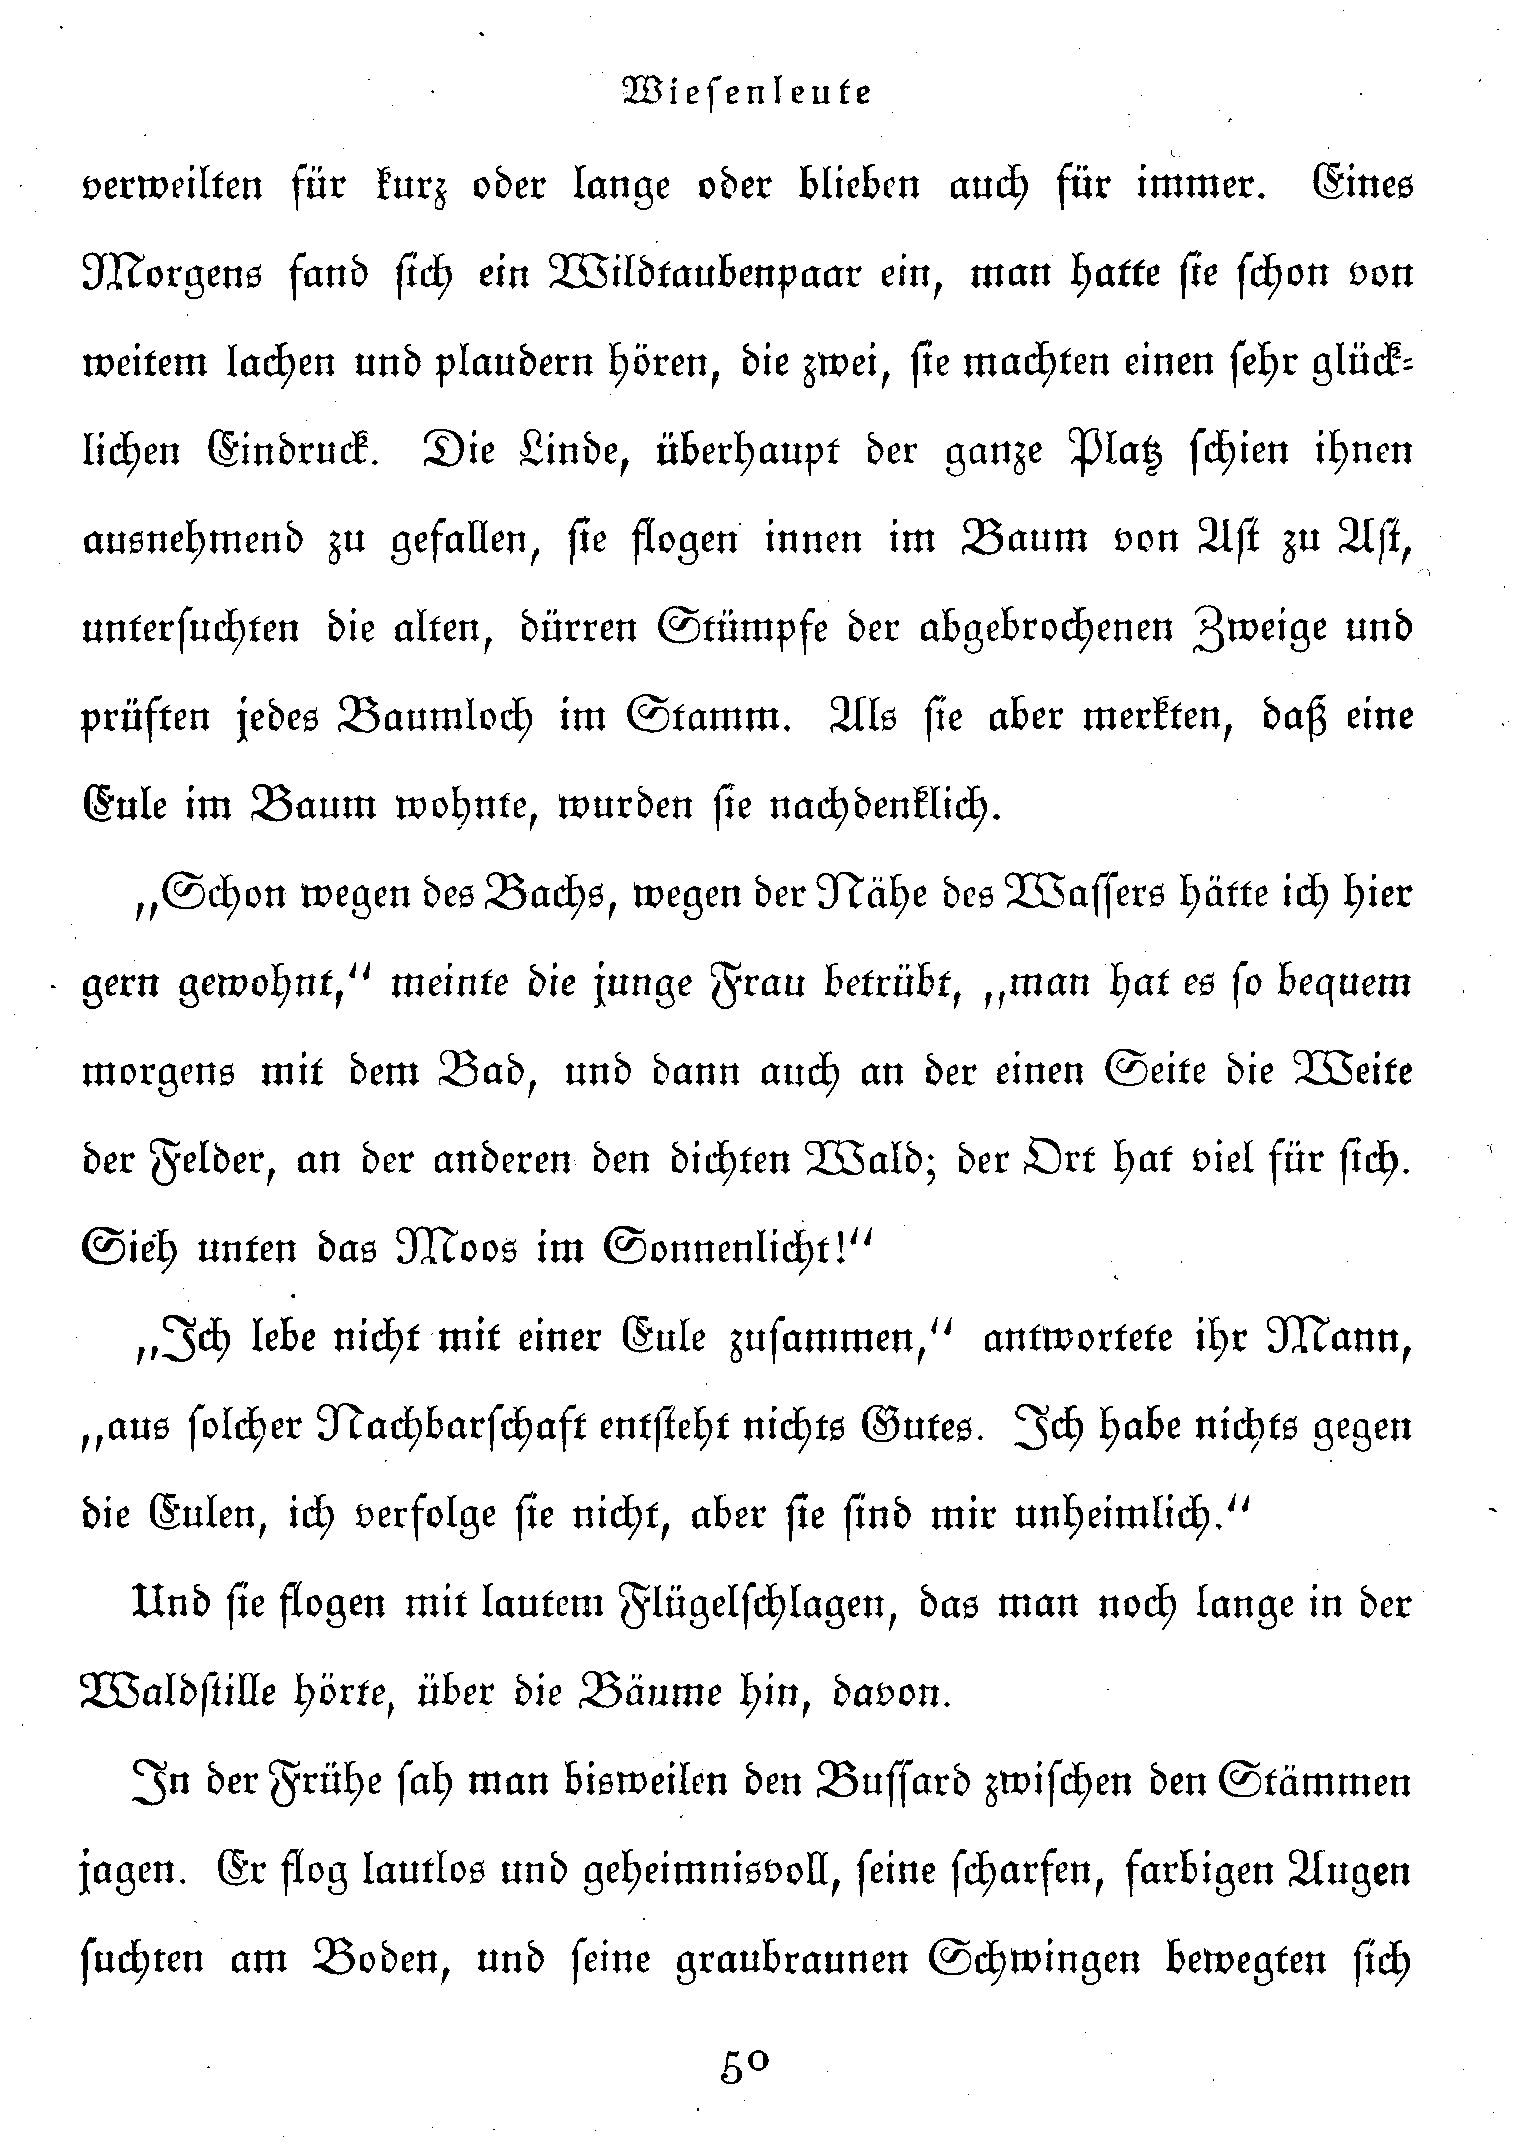 Wiesenleute
verweilten für kurz oder lange oder blieben auch für immer. Eines
Morgens fand sich ein Wildtaubenpaar ein, man hatte sie schon von
weitem lachen und plaudern hören, die zwei, sie machten einen sehr glück-
lichen Eindruck. Die Linde, überhaupt der ganze Platz schien ihnen
ausnehmend zu gefallen, sie flogen innen im Baum von Ast zu Ast,
untersuchten die alten, dürren Stümpfe der abgebrochenen Zweige und
prüften jedes Baumloch im Stamm. Als sie aber merkten, daß eine
Eule im Baum wohnte, wurden sie nachdenklich.
„Schon wegen des Bachs, wegen der Nähe des Wassers hätte ich hier
gern gewohnt,“ meinte die junge Frau betrübt, „man hat es so bequem
morgens mit dem Bad, und dann auch an der einen Seite die Weite
der Felder, an der anderen den dichten Wald; der Ort hat viel für sich.
Sieh unten das Moos im Sonnenlicht!“
„Ich lebe nicht mit einer Eule zusammen,“ antwortete ihr Mann,
„aus solcher Nachbarschaft entsteht nichts Gutes. Ich habe nichts gegen
die Eulen, ich verfolge sie nicht, aber sie sind mir unheimlich.“
Und sie flogen mit lautem Flügelschlagen, das man noch lange in der
Waldstille hörte, über die Bäume hin, davon.
In der Frühe sah man bisweilen den Bussard zwischen den Stämmen
jagen. Er flog lautlos und geheimnisvoll, seine scharfen, farbigen Augen
suchten am Boden, und seine graubraunen Schwingen bewegten sich
50